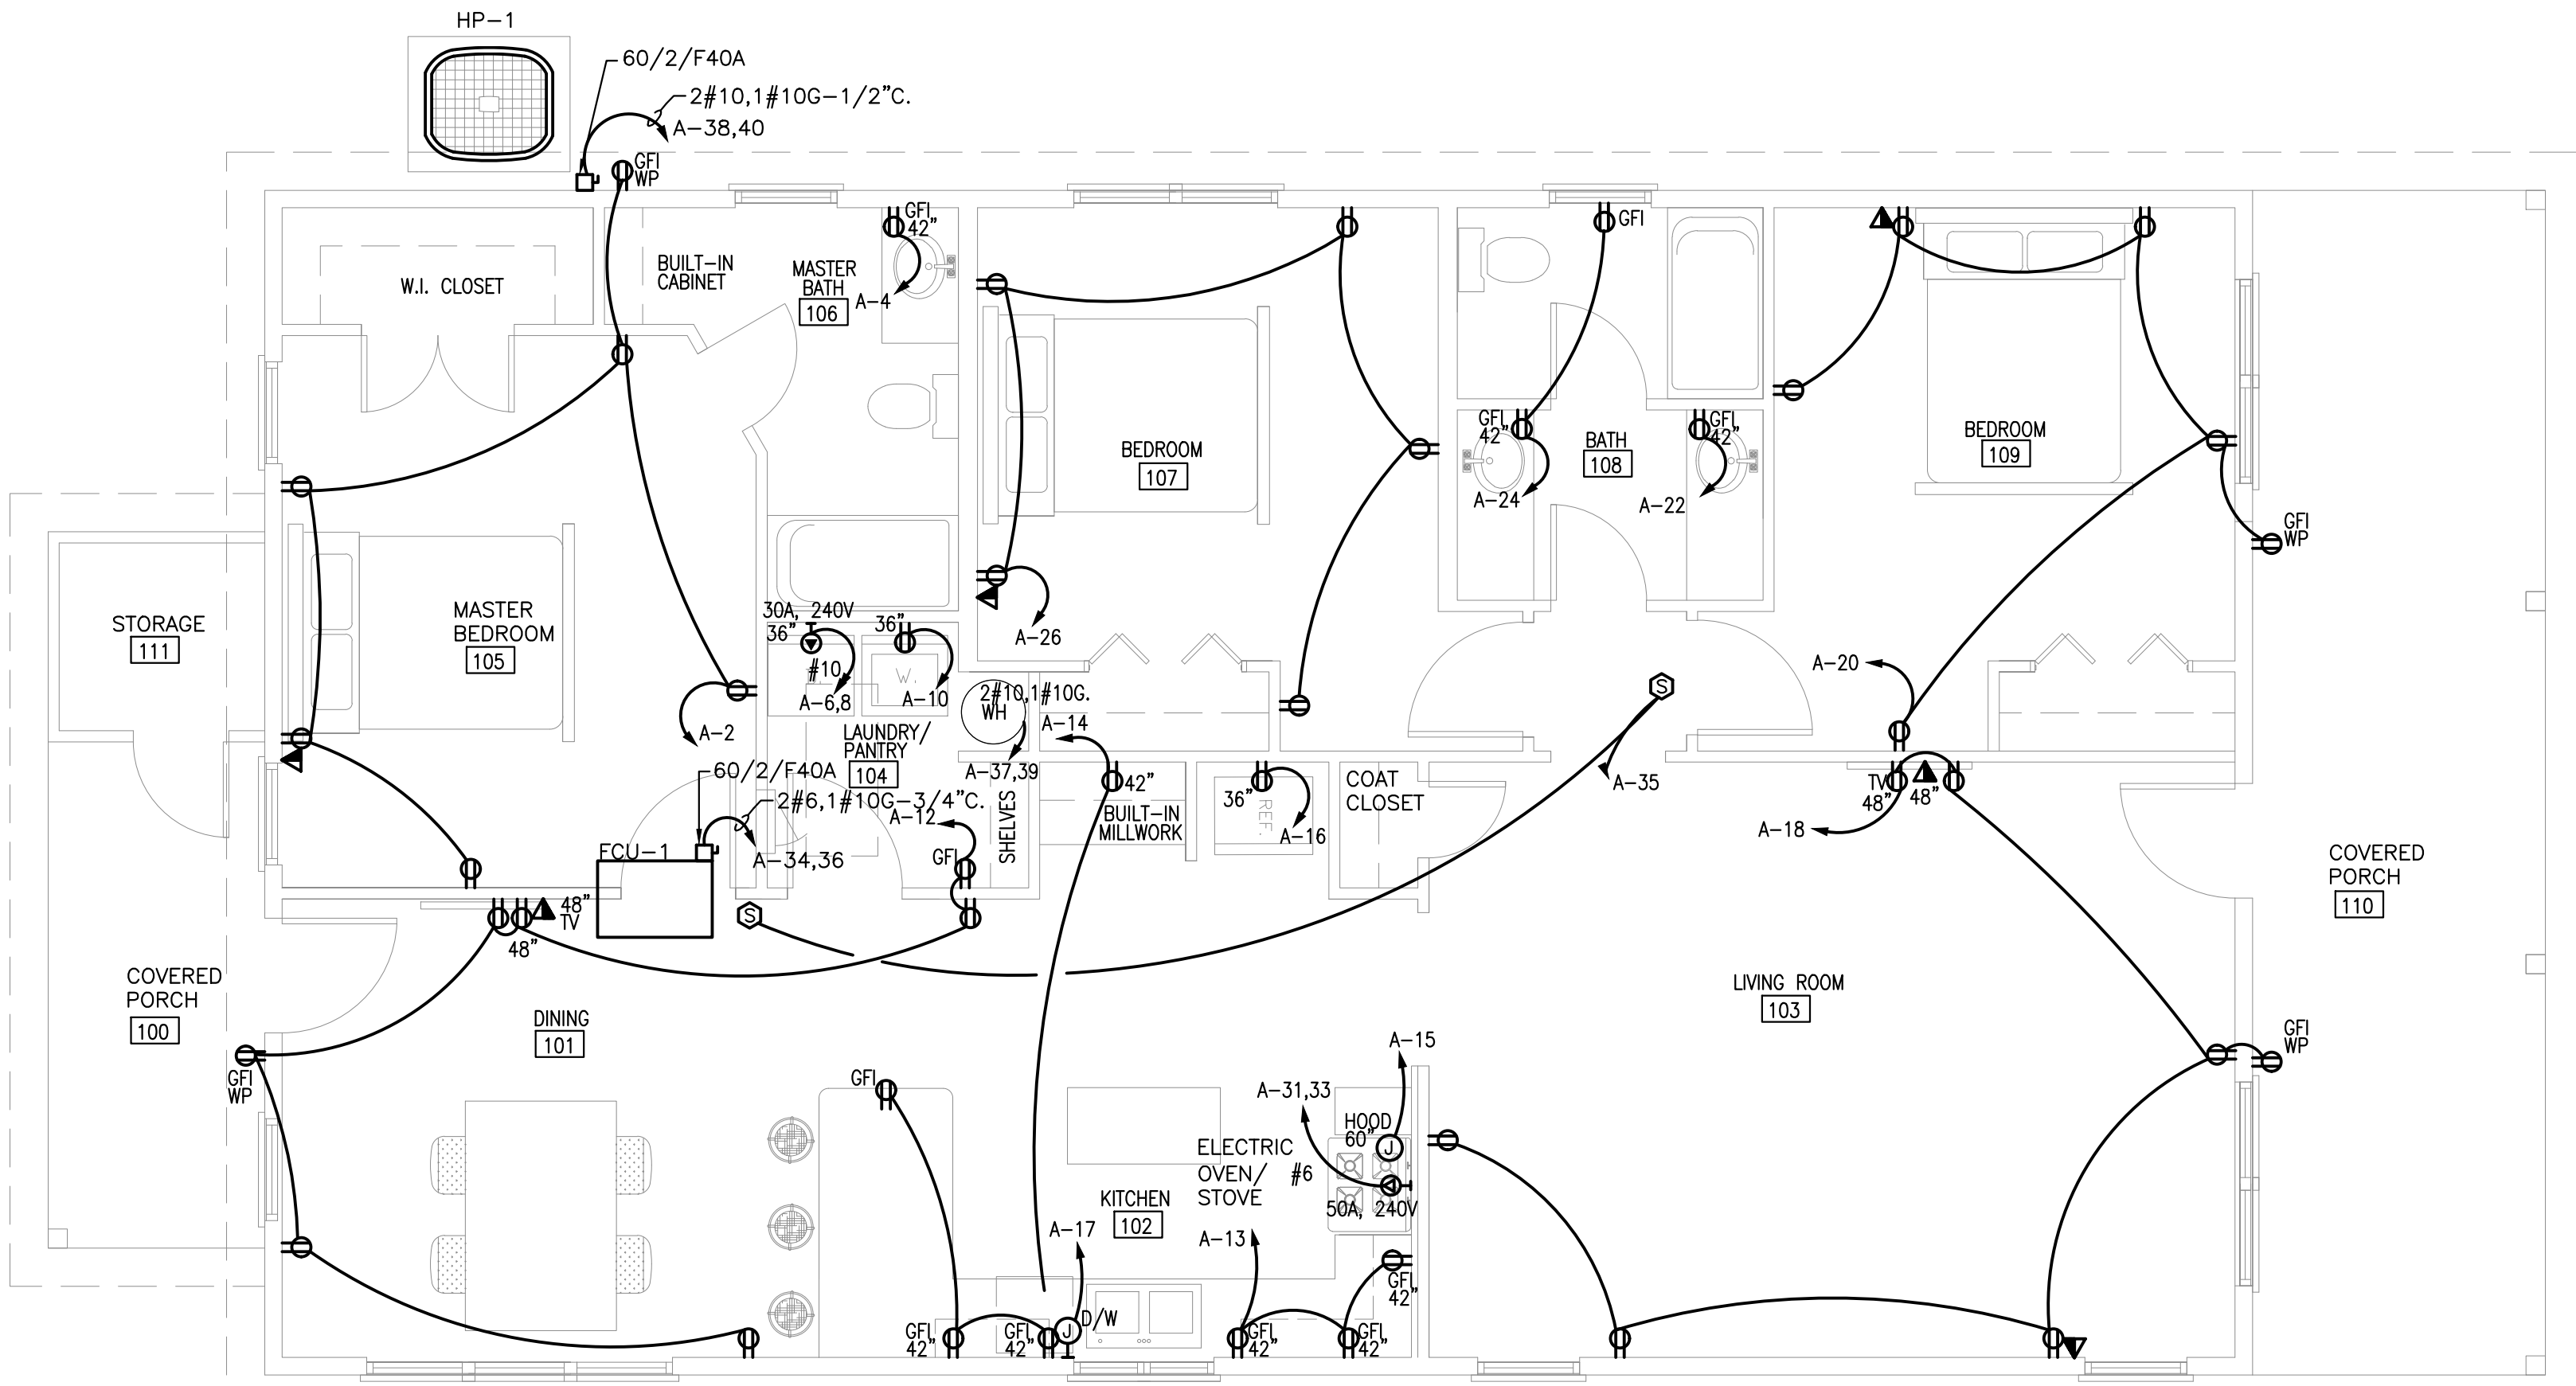 HP-1
60/2/F40A
2#10,1#10G-1/2"C.
A-38,40
GFI
WP
GFI
42"
GFI
W.I. CLOSET
BUILT-IN
CABINET
MASTER
BATH
106
A-4
GFI
42"
GFI
42"
BATH
108
A-24
A-22
BEDROOM
107
BEDROOM
109
GFI
WP
STORAGE
111
MASTER
BEDROOM
105
30A, 240V
36"
36"
#10
W.
A-6,8
A-10
A-26
2#10,1#10G.
WH
A-14
A-2
LAUNDRY/
PANTRY
104
A-37,39
S
A-20
60/2/F40A
2#6,1#10G-3/4"C.
A-12
A-34,36
FCU-1
GFI
SHELVES
42"
BUILT-IN
MILLWORK
36"
REF.
A-16
COAT
CLOSET
A-35
TV
48"
48"
A-18
COVERED
PORCH
110
48"
TV
48"
S
COVERED
PORCH
100
DINING
101
LIVING ROOM
103
GFI
WP
GFI
WP
GFI
A-15
A-31,33
HOOD
60"
J
ELECTRIC
OVEN/
STOVE
#6
50A, 240V
KITCHEN
102
A-17
A-13
GFI
42"
D/W
J
GFI
42"
GFI
42"
GFI
42"
GFI
42"